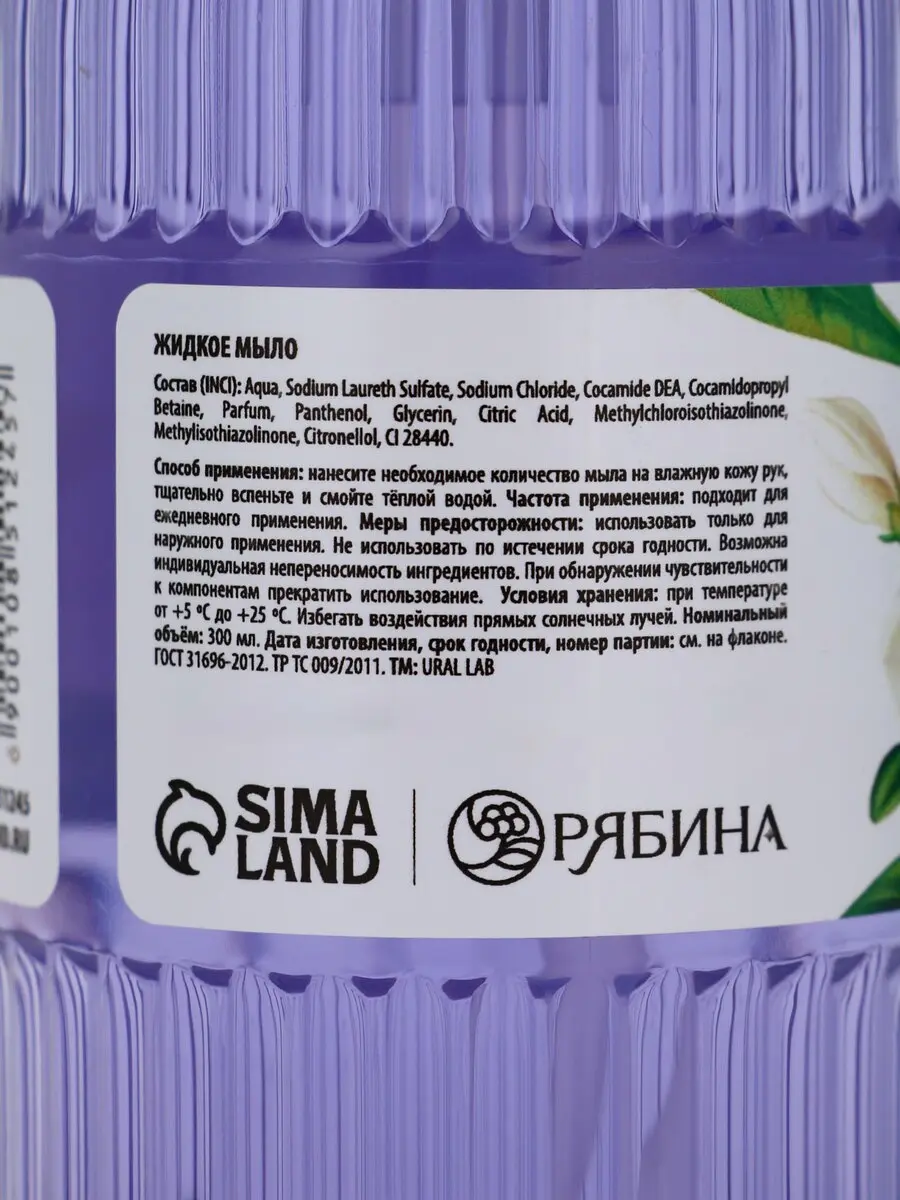 ЖИДКОЕ МЫЛО
Состав (INCI): Aqua, Sodium Laureth Sulfate, Sodium Chloride, Cocamide DEA, Cocamidopropyl
Betaine, Parfum, Panthenol, Glycerin, Citric Acid, Methylchloroisothiazolinone,
Methylisothiazolinone, Citronellol, CI 28440.
Способ применения: нанесите необходимое количество мыла на влажную кожу рук,
тщательно вспеньте и смойте тёплой водой. Частота применения: подходит для
ежедневного применения. Меры предосторожности: использовать только для
наружного применения. Не использовать по истечении срока годности. Возможна
индивидуальная непереносимость ингредиентов. При обнаружении чувствительности
к компонентам прекратить использование. Условия хранения: при температуре
от +5 °C до +25 °C. Избегать воздействия прямых солнечных лучей. Номинальный
объём: 300 мл. Дата изготовления, срок годности, номер партии: см. на флаконе.
ГОСТ 31696-2012. ТР ТС 009/2011. ТМ: URAL LAB
SIMA
LAND
РЯБИНА